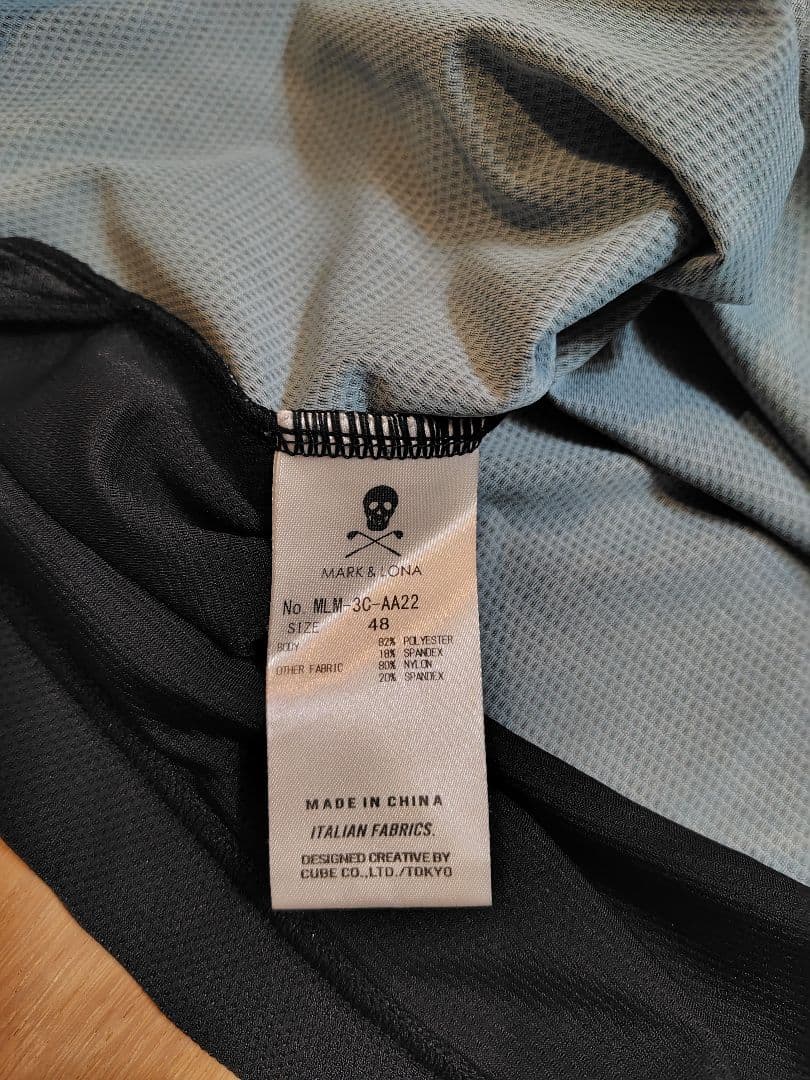 MARK & LONA
No. MLM-3C-AA22
SIZE 48
BODY 82% POLYESTER
18% SPANDEX
OTHER FABRIC 80% NYLON
20% SPANDEX
MADE IN CHINA
ITALIAN FABRICS.
DESIGNED CREATIVE BY
CUBE CO.,LTD./TOKYO